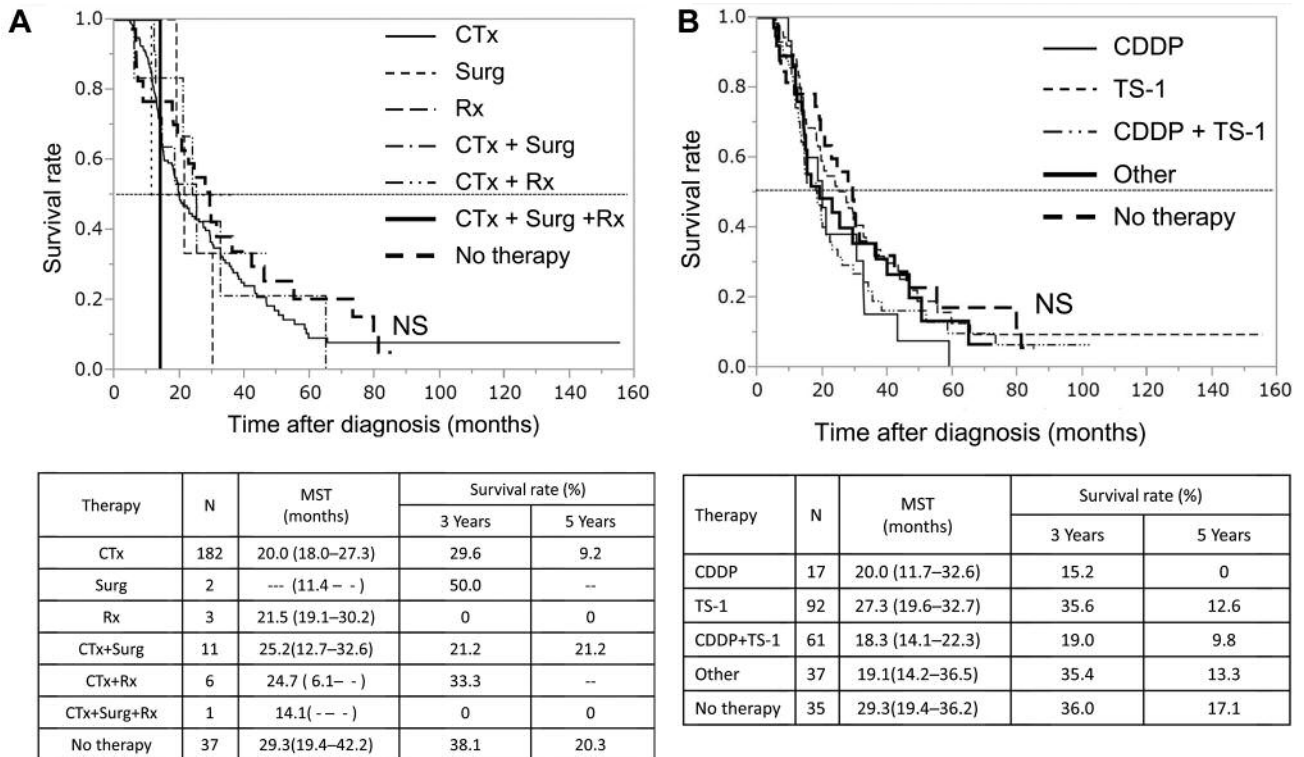 A
Survival rate
1.0
0.8
0.6
0.4
0.2
0.0
0 20 40 60 80 100 120 140 160
Time after diagnosis (months)
CTx
Surg
Rx
CTx + Surg
CTx + Rx
CTx + Surg +Rx
No therapy
NS
Therapy N MST (months) Survival rate (%)
3 Years 5 Years
CTx 182 20.0 (18.0–27.3) 29.6 9.2
Surg 2 --- (11.4 – - ) 50.0 --
Rx 3 21.5 (19.1–30.2) 0 0
CTx+Surg 11 25.2(12.7–32.6) 21.2 21.2
CTx+Rx 6 24.7 ( 6.1– - ) 33.3 --
CTx+Surg+Rx 1 14.1( - – - ) 0 0
No therapy 37 29.3(19.4–42.2) 38.1 20.3
B
Survival rate
1.0
0.8
0.6
0.4
0.2
0.0
0 20 40 60 80 100 120 140 160
Time after diagnosis (months)
CDDP
TS-1
CDDP + TS-1
Other
No therapy
NS
Therapy N MST (months) Survival rate (%)
3 Years 5 Years
CDDP 17 20.0 (11.7–32.6) 15.2 0
TS-1 92 27.3 (19.6–32.7) 35.6 12.6
CDDP+TS-1 61 18.3 (14.1–22.3) 19.0 9.8
Other 37 19.1(14.2–36.5) 35.4 13.3
No therapy 35 29.3(19.4–36.2) 36.0 17.1